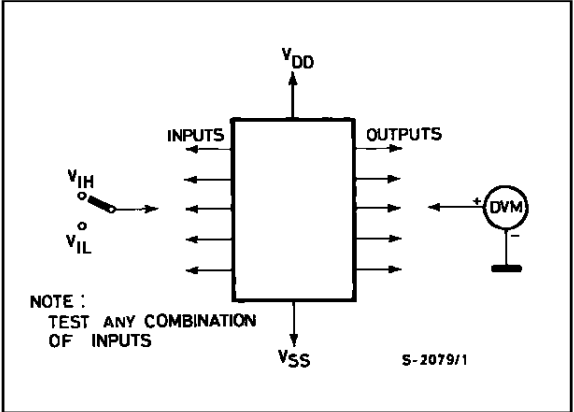 VDD
INPUTS
OUTPUTS
VIH
VIL
+
DVM
-
NOTE :
TEST ANY COMBINATION
OF INPUTS
VSS
S-2079/1